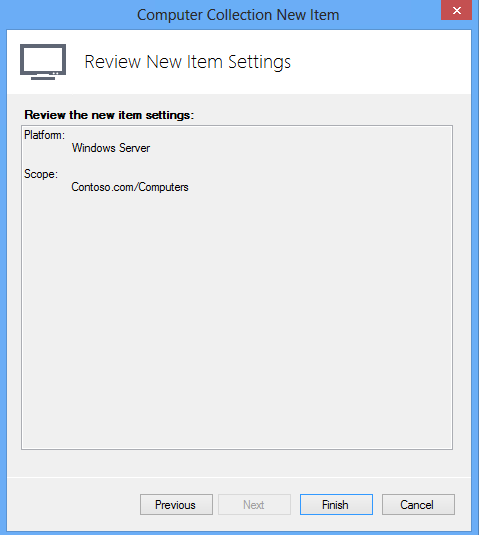 Computer Collection New Item
Review New Item Settings
Review the new item settings:
Platform:
Windows Server
Scope:
Contoso.com/Computers
Previous
Next
Finish
Cancel